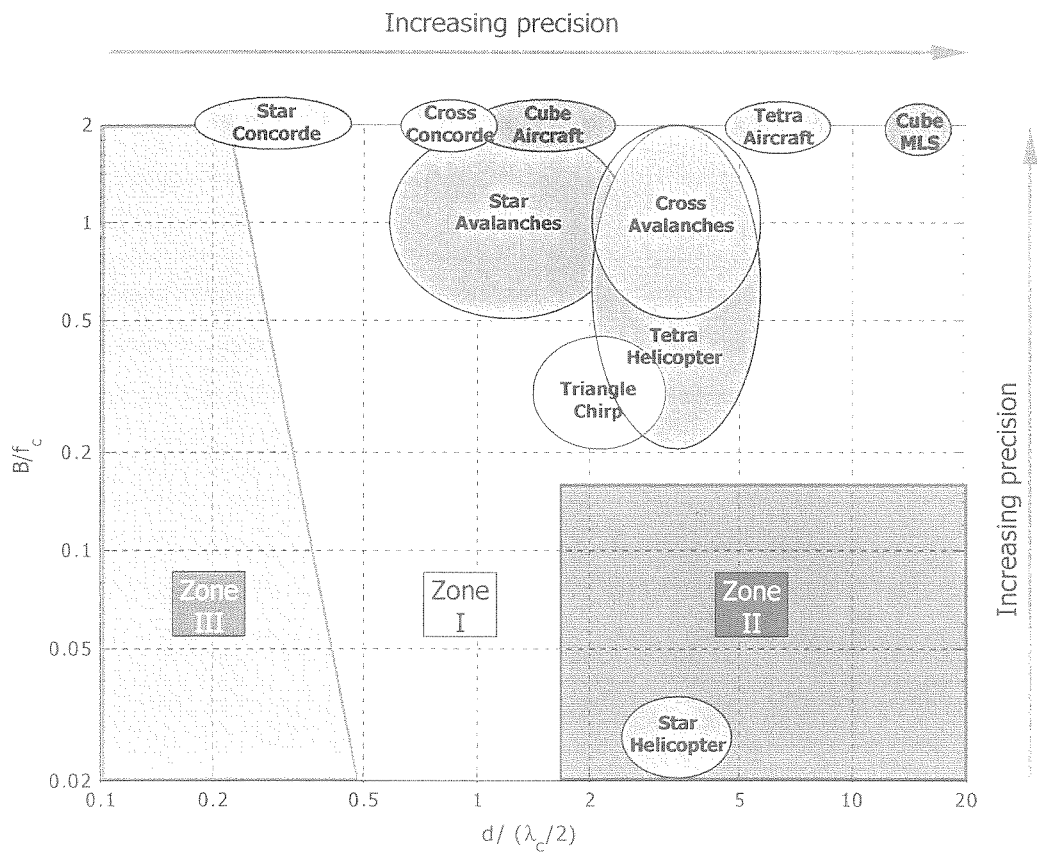 Increasing precision
Star
Concorde
Cross
Concorde
Cube
Aircraft
Tetra
Aircraft
Cube
MLS
Star
Avalanches
Cross
Avalanches
Tetra
Helicopter
Triangle
Chirp
Zone
III
Zone
I
Zone
II
Star
Helicopter
2
1
0.5
0.2
0.1
0.05
0.02
B/f_c
0.1
0.2
0.5
1
2
5
10
20
d/ (λ_c/2)
Increasing precision